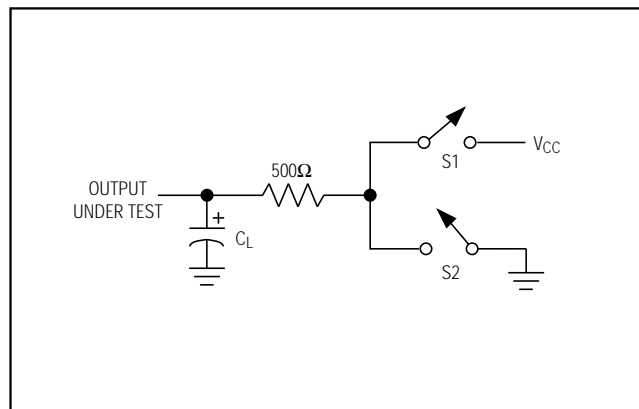 500Ω
S1
V_CC
OUTPUT
UNDER TEST
+
C_L
S2